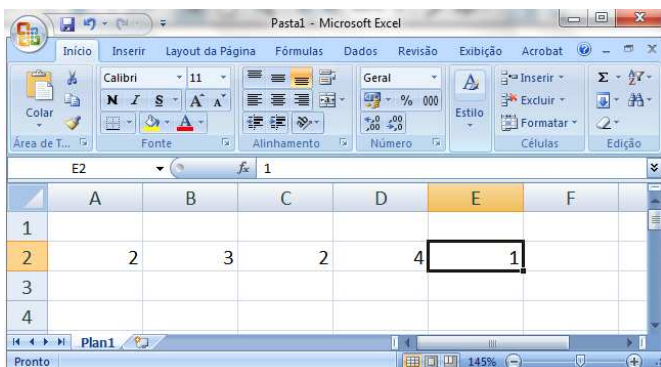 Pasta1 - Microsoft Excel
Início Inserir Layout da Página Fórmulas Dados Revisão Exibição Acrobat
Colar
Calibri 11
N I S A A
A
Geral
% 000
,00 ,0
Estilo
Inserir
Excluir
Formatar
Σ
Área de T... Fonte Alinhamento Número Células Edição
E2 fx 1
A B C D E F
1
2 2 3 2 4 1
3
4
Plan1
Pronto 145%